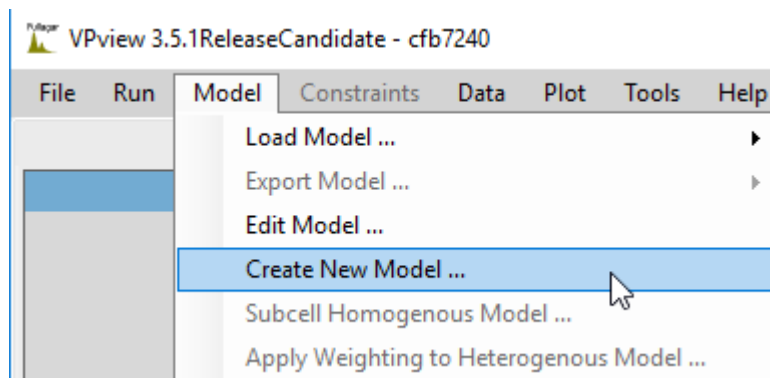 VPview 3.5.1ReleaseCandidate - cfb7240
File Run Model Constraints Data Plot Tools Help
Load Model ...
Export Model ...
Edit Model ...
Create New Model ...
Subcell Homogenous Model ...
Apply Weighting to Heterogenous Model ...